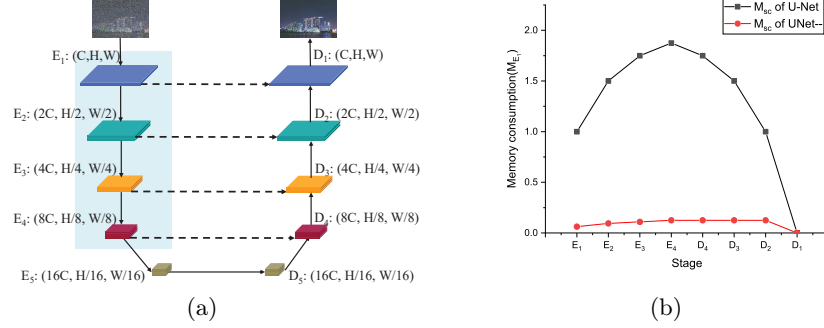 E₁: (C,H,W)
D₁: (C,H,W)
E₂: (2C, H/2, W/2)
D₂: (2C, H/2, W/2)
E₃: (4C, H/4, W/4)
D₃: (4C, H/4, W/4)
E₄: (8C, H/8, W/8)
D₄: (8C, H/8, W/8)
E₅: (16C, H/16, W/16)
D₅: (16C, H/16, W/16)
(a)
M_sc of U-Net
M_sc of UNet--
Memory consumption(M_E₁)
2.0
1.5
1.0
0.5
0.0
E₁ E₂ E₃ E₄ D₄ D₃ D₂ D₁
Stage
(b)